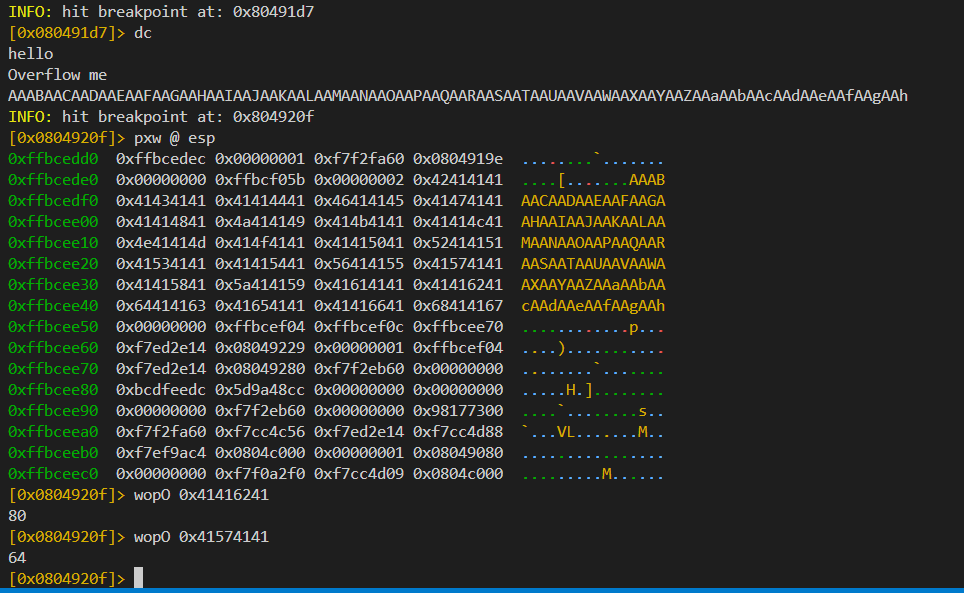 INFO: hit breakpoint at: 0x80491d7
[0x080491d7]> dc
hello
Overflow me
AAABAACAADAAEAAFAAGAAHAAIAAJAAKAALAAMAANAAOAAPAAQAARAASAATAAUAAVAAWAAXAAYAAZAAaAAbAAcAAdAAeAAfAAgAAh
INFO: hit breakpoint at: 0x804920f
[0x0804920f]> pxw @ esp
0xffbcedd0  0xffbcedec 0x00000001 0xf7f2fa60 0x0804919e  ........`.......
0xffbcede0  0x00000000 0xffbcf05b 0x00000002 0x42414141  ....[.......AAAB
0xffbcedf0  0x41434141 0x41414441 0x46414145 0x41474141  AACAADAAEAAFAAGA
0xffbcee00  0x41414841 0x4a414149 0x414b4141 0x41414c41  AHAAIAAJAAKAALAA
0xffbcee10  0x4e41414d 0x414f4141 0x41415041 0x52414151  MAANAAOAAPAAQAAR
0xffbcee20  0x41534141 0x41415441 0x56414155 0x41574141  AASAATAAUAAVAAWA
0xffbcee30  0x41415841 0x5a414159 0x41614141 0x41416241  AXAAYAAZAAaAAbAA
0xffbcee40  0x64414163 0x41654141 0x41416641 0x68414167  cAAdAAeAAfAAgAAh
0xffbcee50  0x00000000 0xffbcef04 0xffbcef0c 0xffbcee70  ............p...
0xffbcee60  0xf7ed2e14 0x08049229 0x00000001 0xffbcef04  ....)...........
0xffbcee70  0xf7ed2e14 0x08049280 0xf7f2eb60 0x00000000  ........`.......
0xffbcee80  0xbcdfeedc 0x5d9a48cc 0x00000000 0x00000000  .....H.]........
0xffbcee90  0x00000000 0xf7f2eb60 0x00000000 0x98177300  ....`........s..
0xffbceea0  0xf7f2fa60 0xf7cc4c56 0xf7ed2e14 0xf7cc4d88  `...VL.......M..
0xffbceeb0  0xf7ef9ac4 0x0804c000 0x00000001 0x08049080  ................
0xffbceec0  0x00000000 0xf7f0a2f0 0xf7cc4d09 0x0804c000  .........M......
[0x0804920f]> wopO 0x41416241
80
[0x0804920f]> wopO 0x41574141
64
[0x0804920f]>